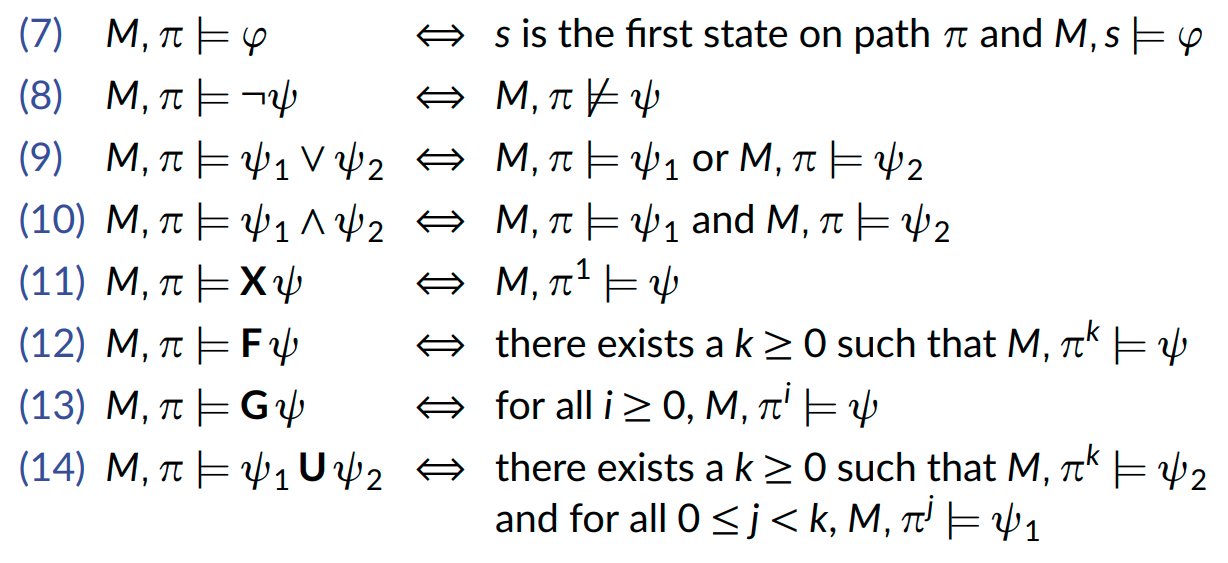 (7) M, π ⊨ φ ⟺ s is the first state on path π and M, s ⊨ φ
(8) M, π ⊨ ¬ψ ⟺ M, π ⊭ ψ
(9) M, π ⊨ ψ₁ ∨ ψ₂ ⟺ M, π ⊨ ψ₁ or M, π ⊨ ψ₂
(10) M, π ⊨ ψ₁ ∧ ψ₂ ⟺ M, π ⊨ ψ₁ and M, π ⊨ ψ₂
(11) M, π ⊨ X ψ ⟺ M, π¹ ⊨ ψ
(12) M, π ⊨ F ψ ⟺ there exists a k ≥ 0 such that M, πᵏ ⊨ ψ
(13) M, π ⊨ G ψ ⟺ for all i ≥ 0, M, πⁱ ⊨ ψ
(14) M, π ⊨ ψ₁ U ψ₂ ⟺ there exists a k ≥ 0 such that M, πᵏ ⊨ ψ₂
and for all 0 ≤ j < k, M, πʲ ⊨ ψ₁